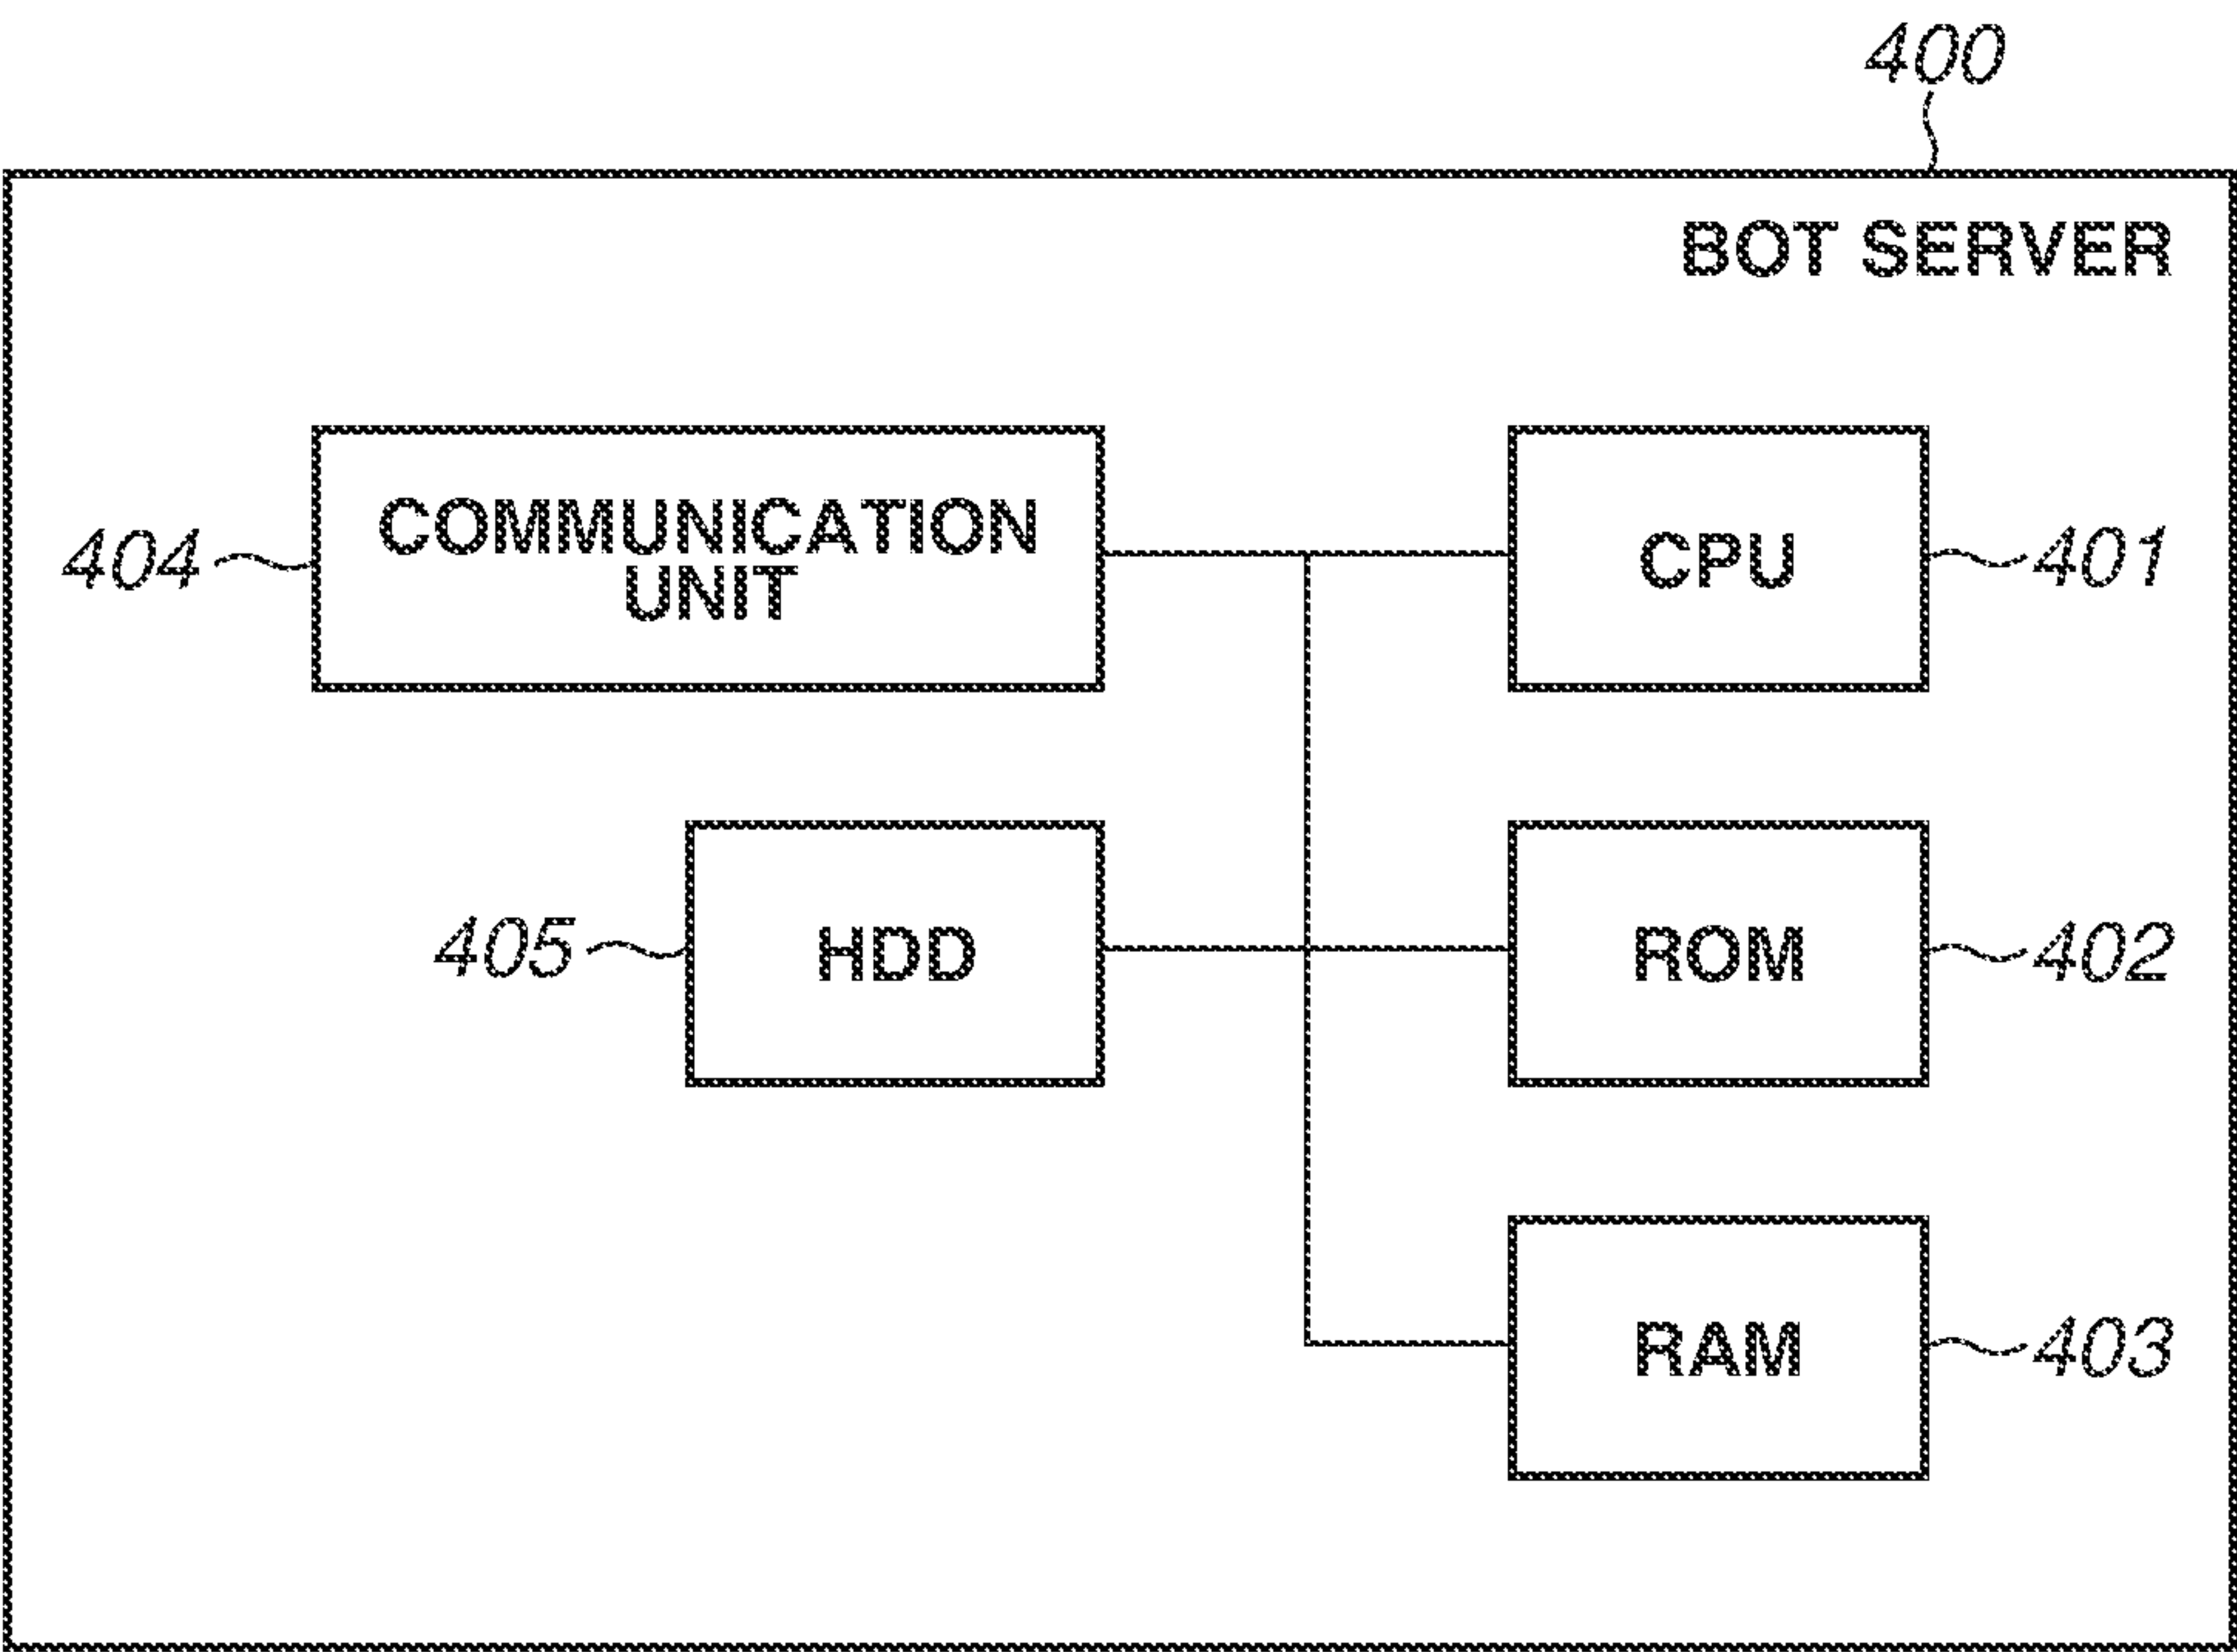 400
BOT SERVER
404
COMMUNICATION
UNIT
CPU
401
405
HDD
ROM
402
RAM
403